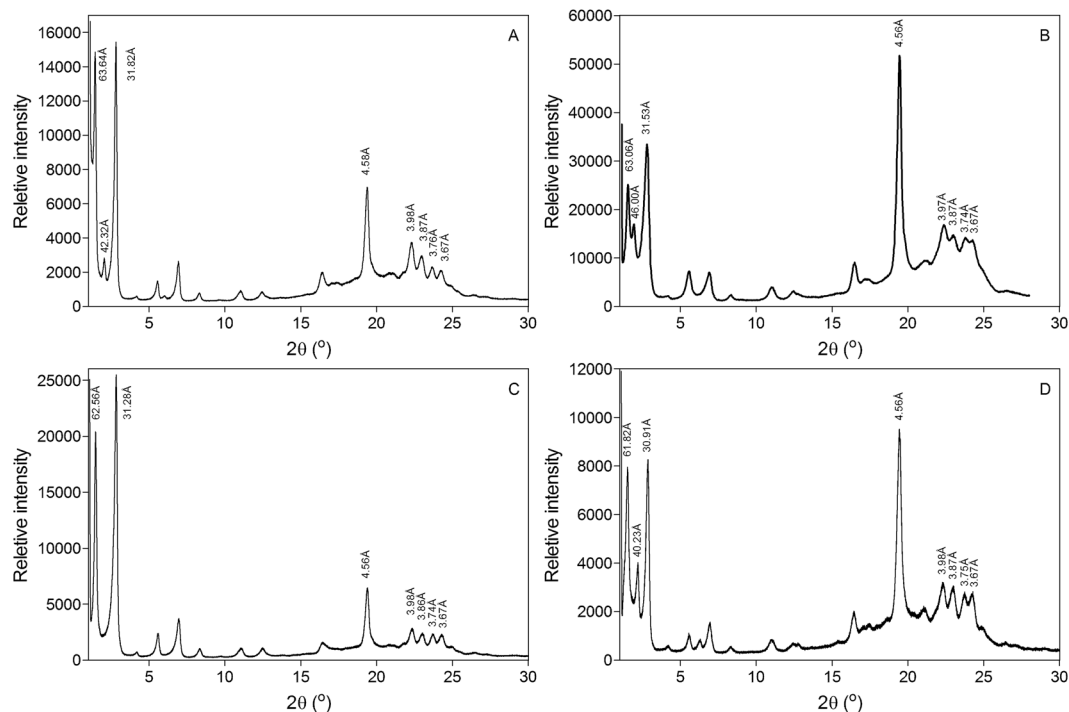 16000
14000
12000
10000
8000
6000
4000
2000
0
Reletive intensity
A
63.64Å
42.32Å
31.82Å
4.58Å
3.98Å
3.87Å
3.76Å
3.67Å
5
10
15
20
25
30
2θ (°)
60000
50000
40000
30000
20000
10000
0
Reletive intensity
B
63.06Å
46.00Å
31.53Å
4.56Å
3.97Å
3.87Å
3.74Å
3.67Å
5
10
15
20
25
30
2θ (°)
25000
20000
15000
10000
5000
0
Reletive intensity
C
62.56Å
31.28Å
4.56Å
3.98Å
3.86Å
3.74Å
3.67Å
5
10
15
20
25
30
2θ (°)
12000
10000
8000
6000
4000
2000
0
Reletive intensity
D
61.82Å
40.23Å
30.91Å
4.56Å
3.98Å
3.87Å
3.75Å
3.67Å
5
10
15
20
25
30
2θ (°)